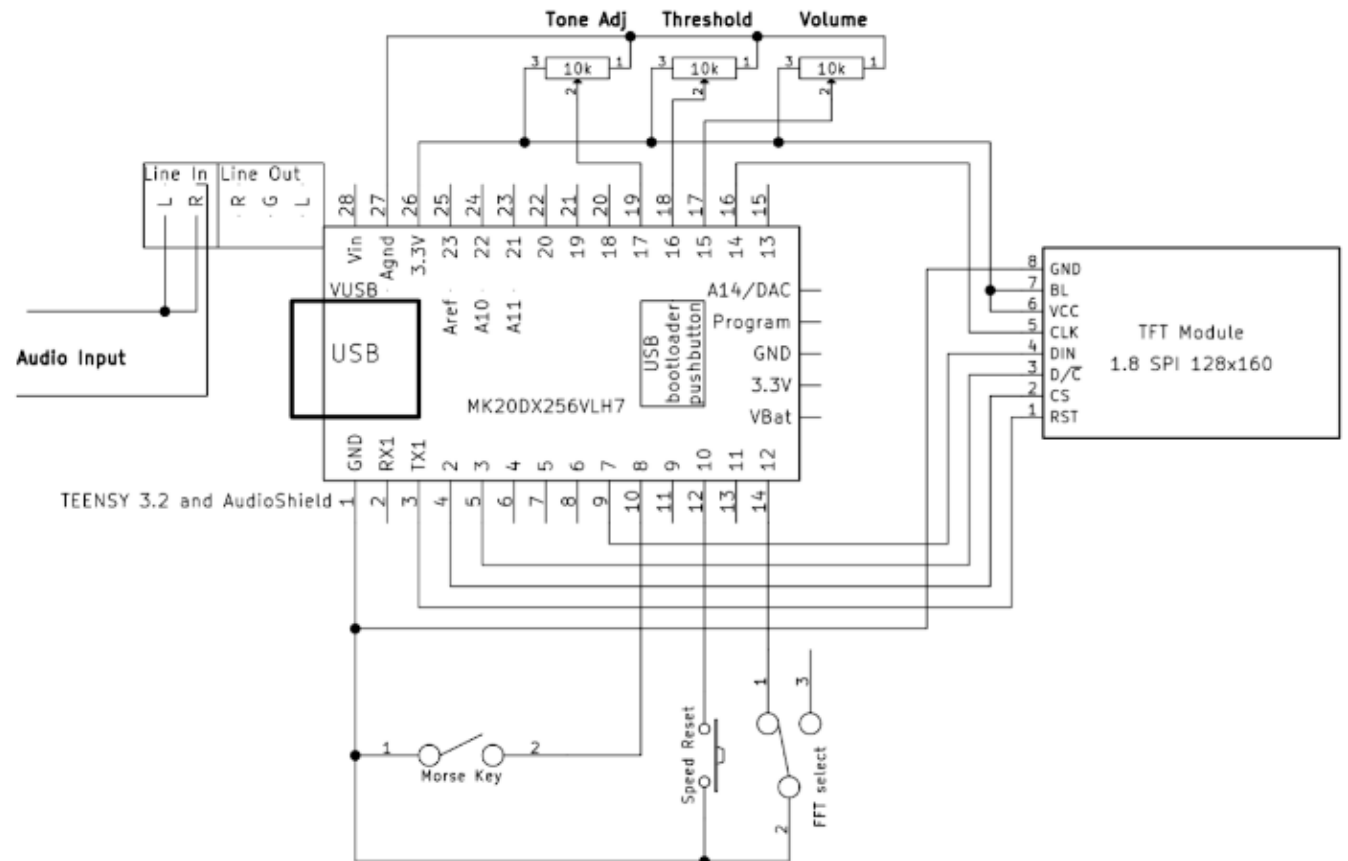 Tone Adj Threshold Volume
3 10k 1 3 10k 1 3 10k 1
2 2 2
Line In Line Out
L R R G L
28 27 26 25 24 23 22 21 20 19 18 17 16 15
Vin Agnd 3.3V 23 22 21 20 19 18 17 16 15 14 13
VUSB
Aref A10 A11
A14/DAC
Program
GND
3.3V
VBat
USB
USB bootloader pushbutton
MK20DX256VLH7
Audio Input
GND RX1 TX1 2 3 4 5 6 7 8 9 10 11 12
TEENSY 3.2 and AudioShield
1 2 3 4 5 6 7 8 9 10 11 12 13 14
8 GND
7 BL
6 VCC
5 CLK
4 DIN
3 D/C̅
2 CS
1 RST
TFT Module
1.8 SPI 128x160
1 2
Morse Key
Speed Reset
1 3
FFT select
2